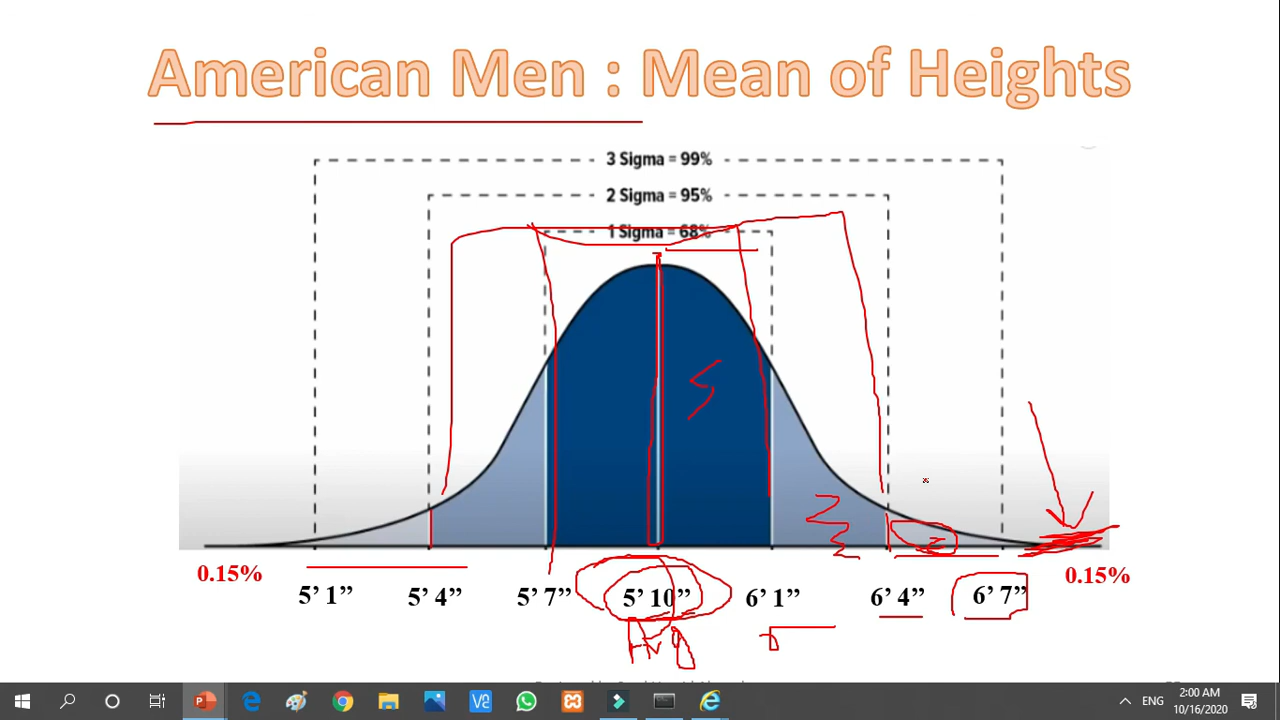 American Men : Mean of Heights
3 Sigma = 99%
2 Sigma = 95%
1 Sigma = 68%
0.15%
5’ 1”
5’ 4”
5’ 7”
5’ 10”
6’ 1”
6’ 4”
6’ 7”
0.15%
Avg
ENG
2:00 AM
10/16/2020